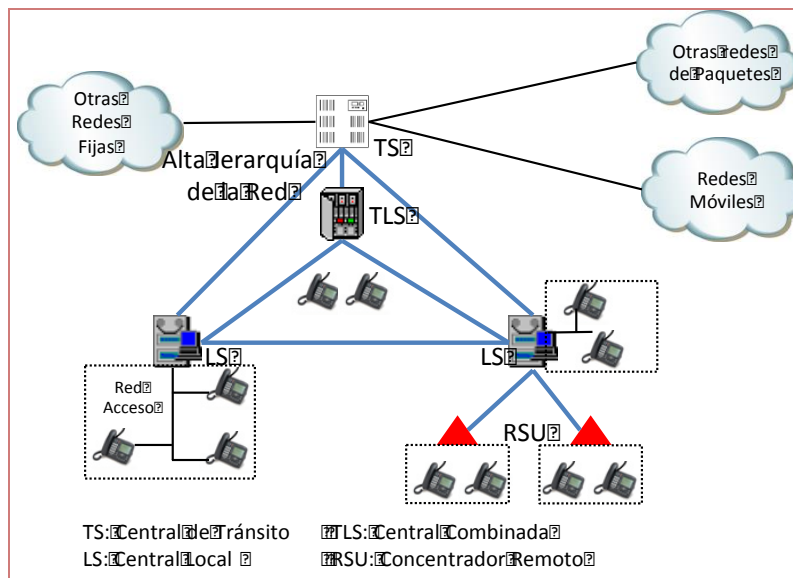 Otras redes
de Paquetes
Otras
Redes
Fijas
TS
Alta Jerarquía
de la Red
Redes
Móviles
TLS
LS
LS
Red
Acceso
RSU
TS: Central de Tránsito TLS: Central Combinada
LS: Central Local RSU: Concentrador Remoto